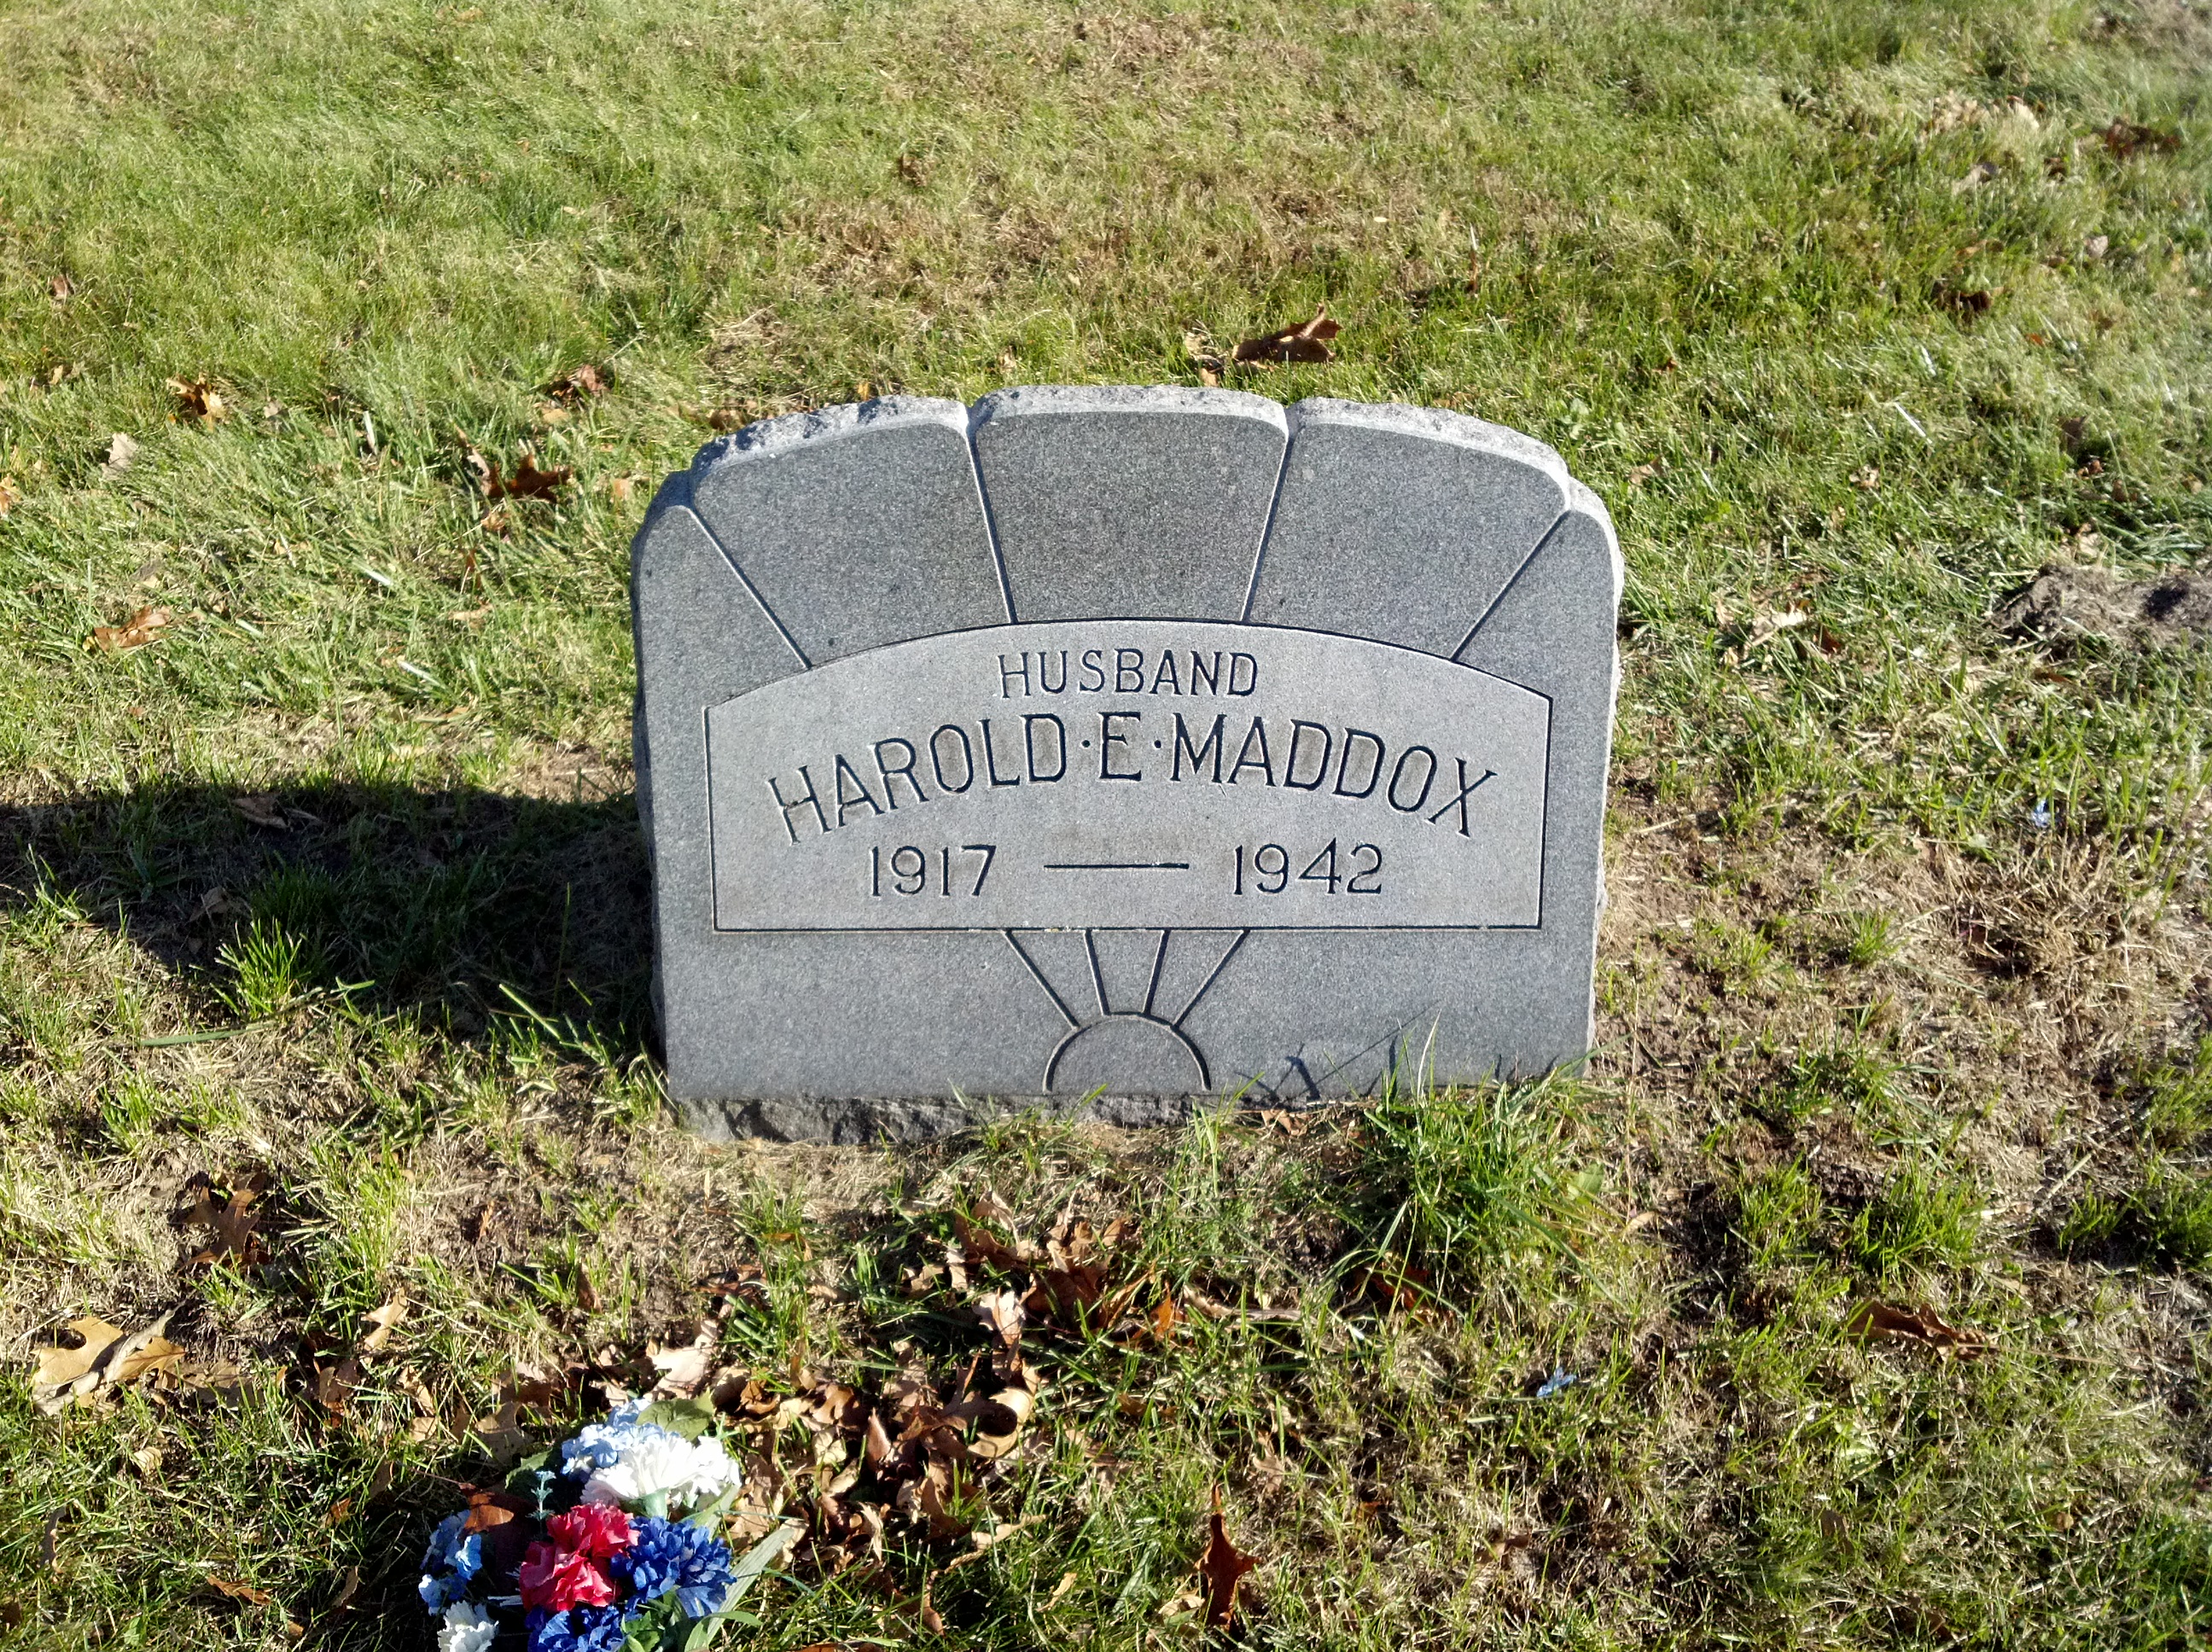 HUSBAND
HAROLD·E·MADDOX
1917 — 1942